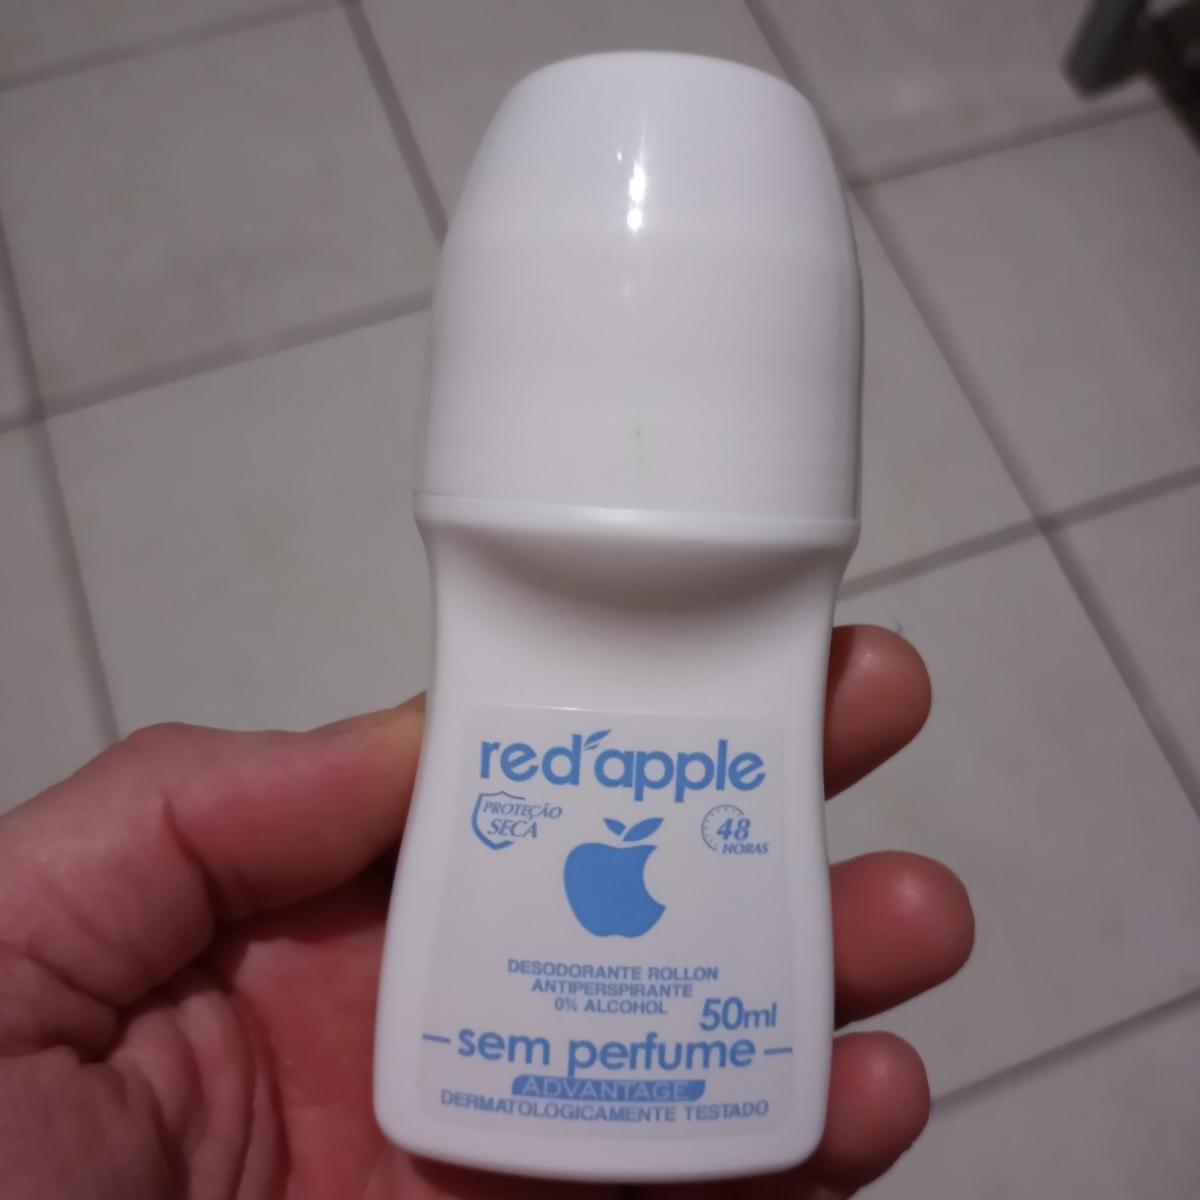 red'apple
PROTEÇÃO
SECA
48
HORAS
DESODORANTE ROLLON
ANTIPERSPIRANTE
0% ALCOHOL
50ml
sem perfume
ADVANTAGE
DERMATOLOGICAMENTE TESTADO